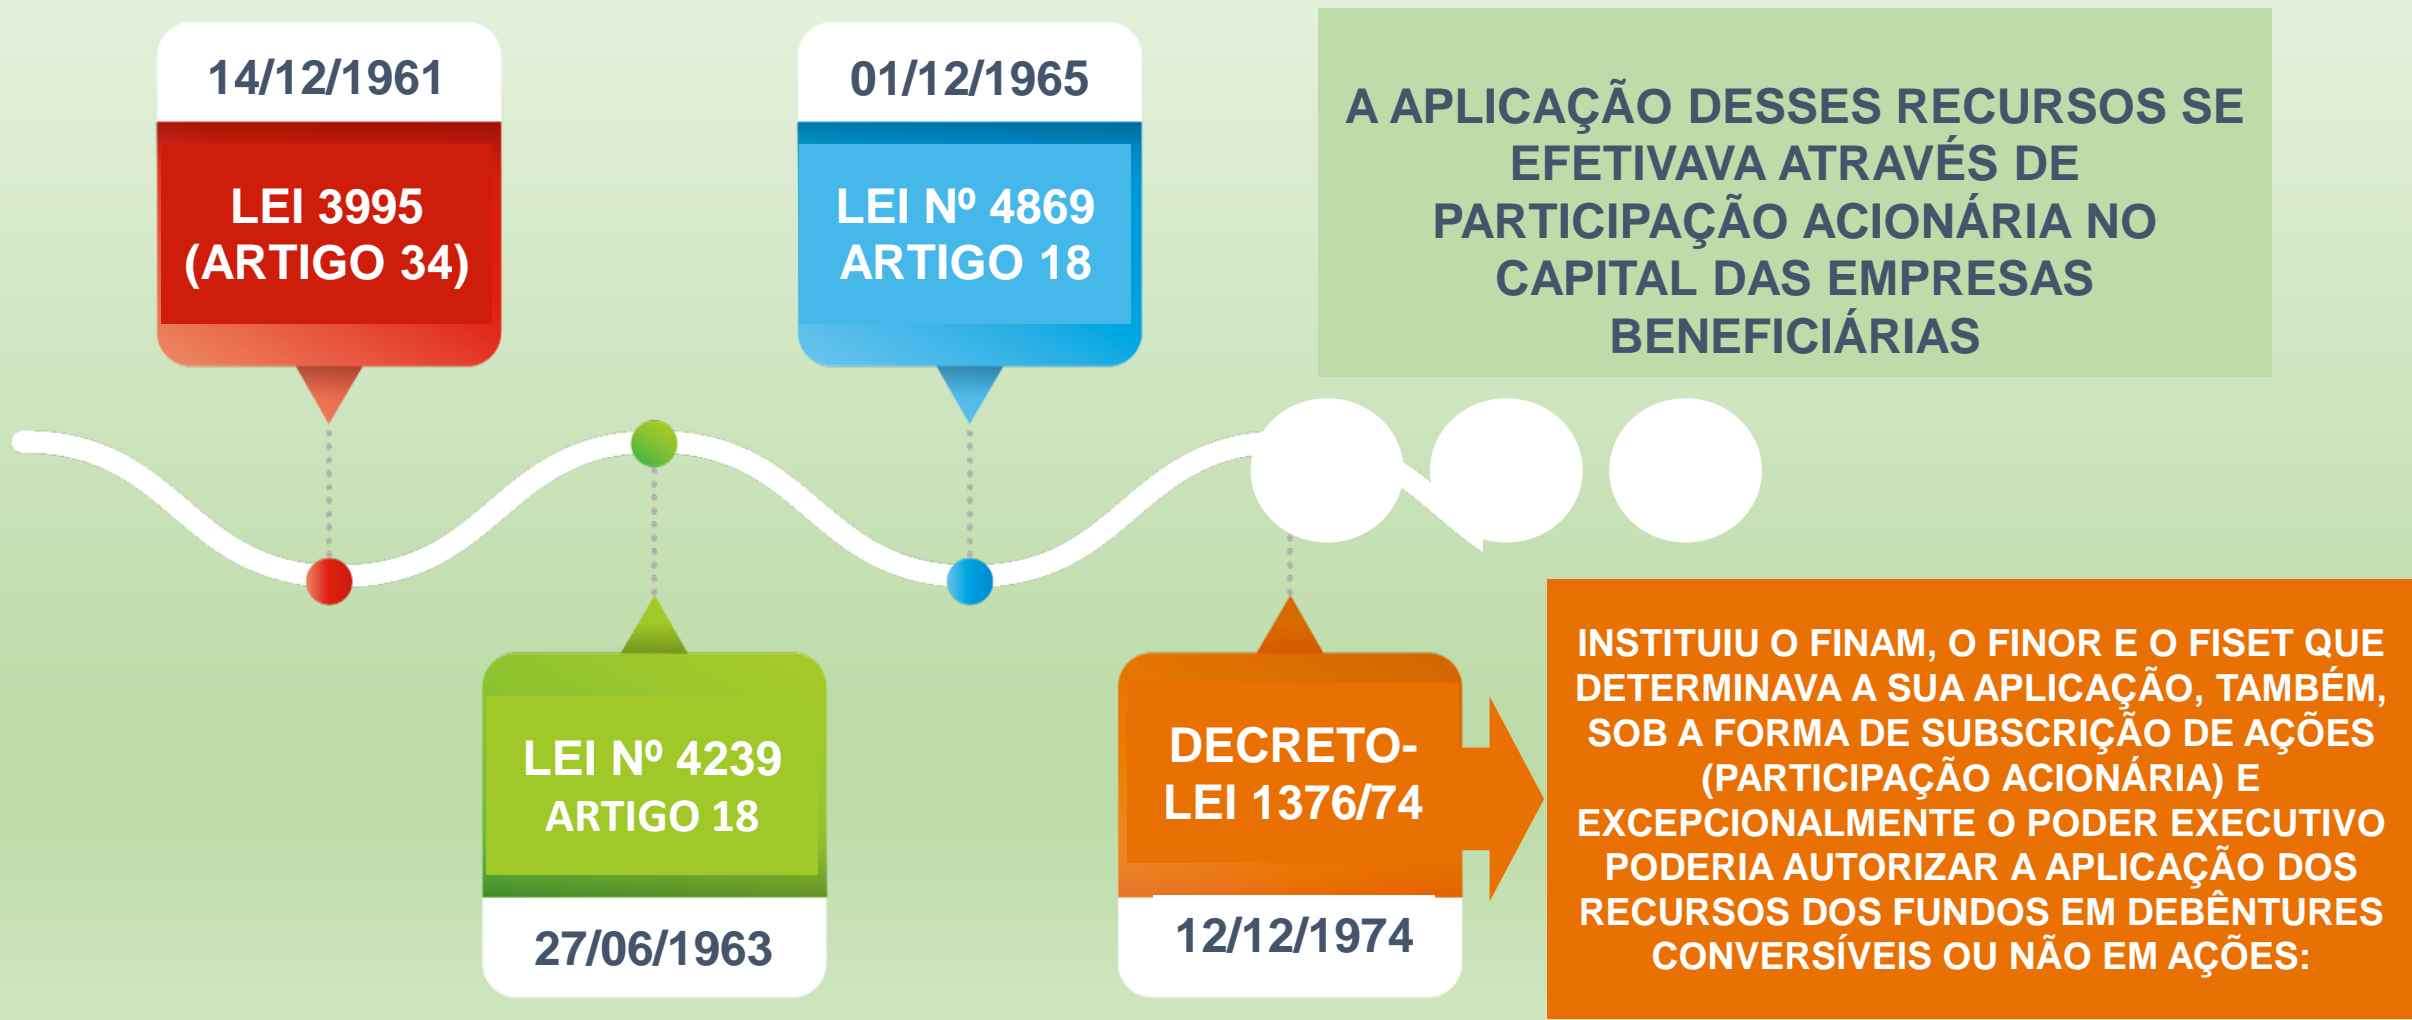 14/12/1961
LEI 3995
(ARTIGO 34)
01/12/1965
LEI Nº 4869
ARTIGO 18
A APLICAÇÃO DESSES RECURSOS SE
EFETIVAVA ATRAVÉS DE
PARTICIPAÇÃO ACIONÁRIA NO
CAPITAL DAS EMPRESAS
BENEFICIÁRIAS
LEI Nº 4239
ARTIGO 18
27/06/1963
DECRETO-
LEI 1376/74
12/12/1974
INSTITUIU O FINAM, O FINOR E O FISET QUE
DETERMINAVA A SUA APLICAÇÃO, TAMBÉM,
SOB A FORMA DE SUBSCRIÇÃO DE AÇÕES
(PARTICIPAÇÃO ACIONÁRIA) E
EXCEPCIONALMENTE O PODER EXECUTIVO
PODERIA AUTORIZAR A APLICAÇÃO DOS
RECURSOS DOS FUNDOS EM DEBÊNTURES
CONVERSÍVEIS OU NÃO EM AÇÕES: